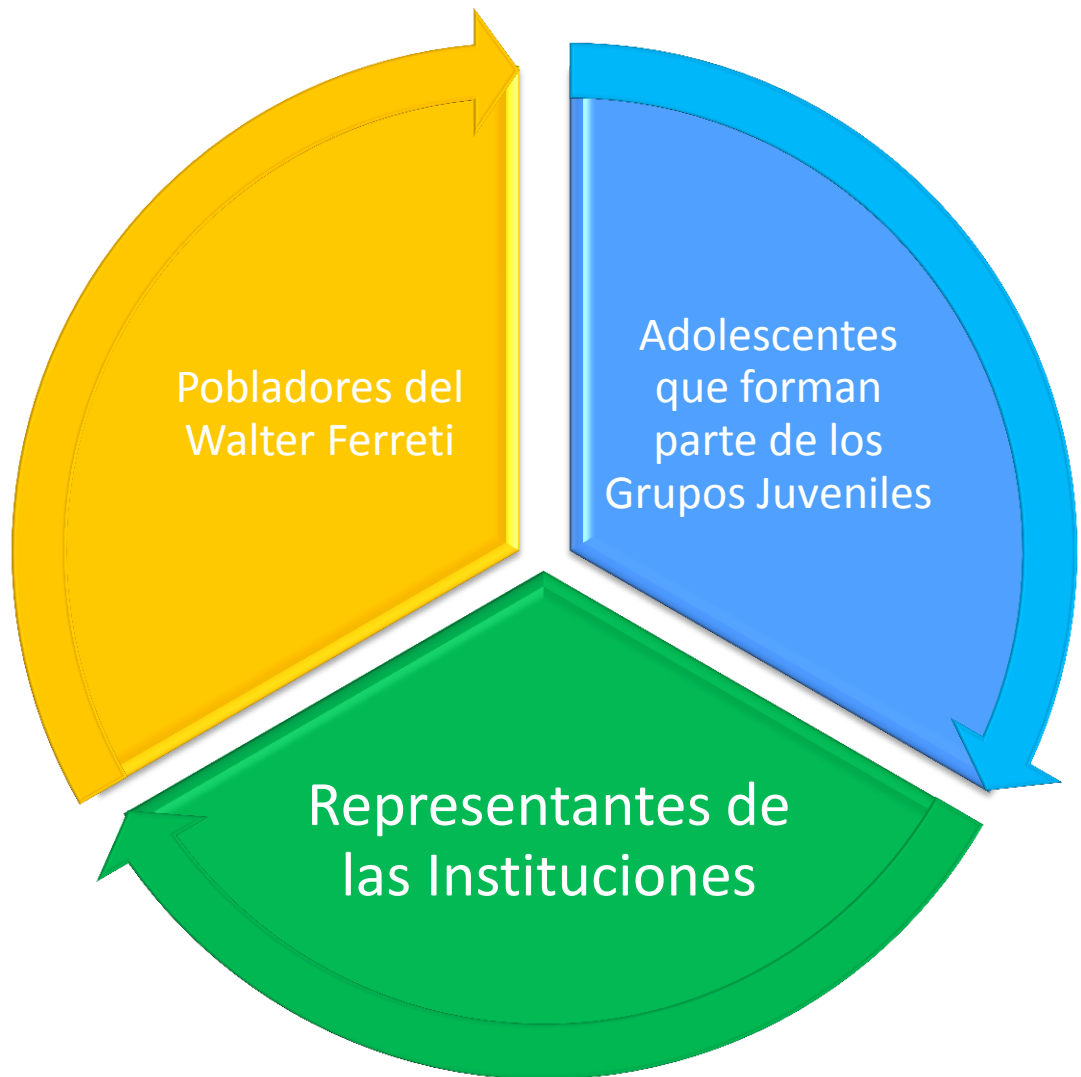 Adolescentes
que forman
parte de los
Grupos Juveniles
Representantes de
las Instituciones
Pobladores del
Walter Ferreti